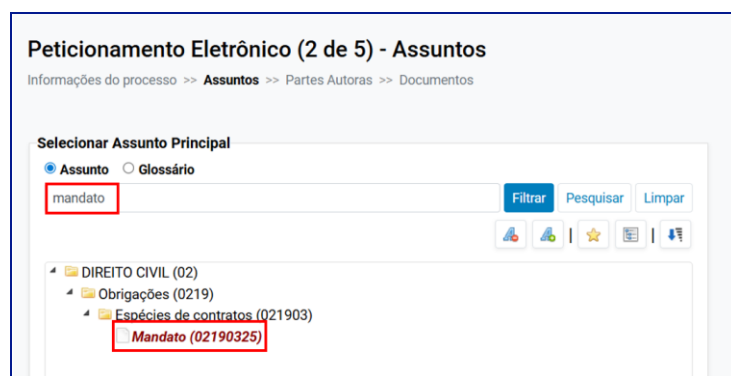 Peticionamento Eletrônico (2 de 5) - Assuntos
Informações do processo >> Assuntos >> Partes Autoras >> Documentos
Selecionar Assunto Principal
Assunto Glossário
mandato Filtrar Pesquisar Limpar
DIREITO CIVIL (02)
Obrigações (0219)
Espécies de contratos (021903)
Mandato (02190325)